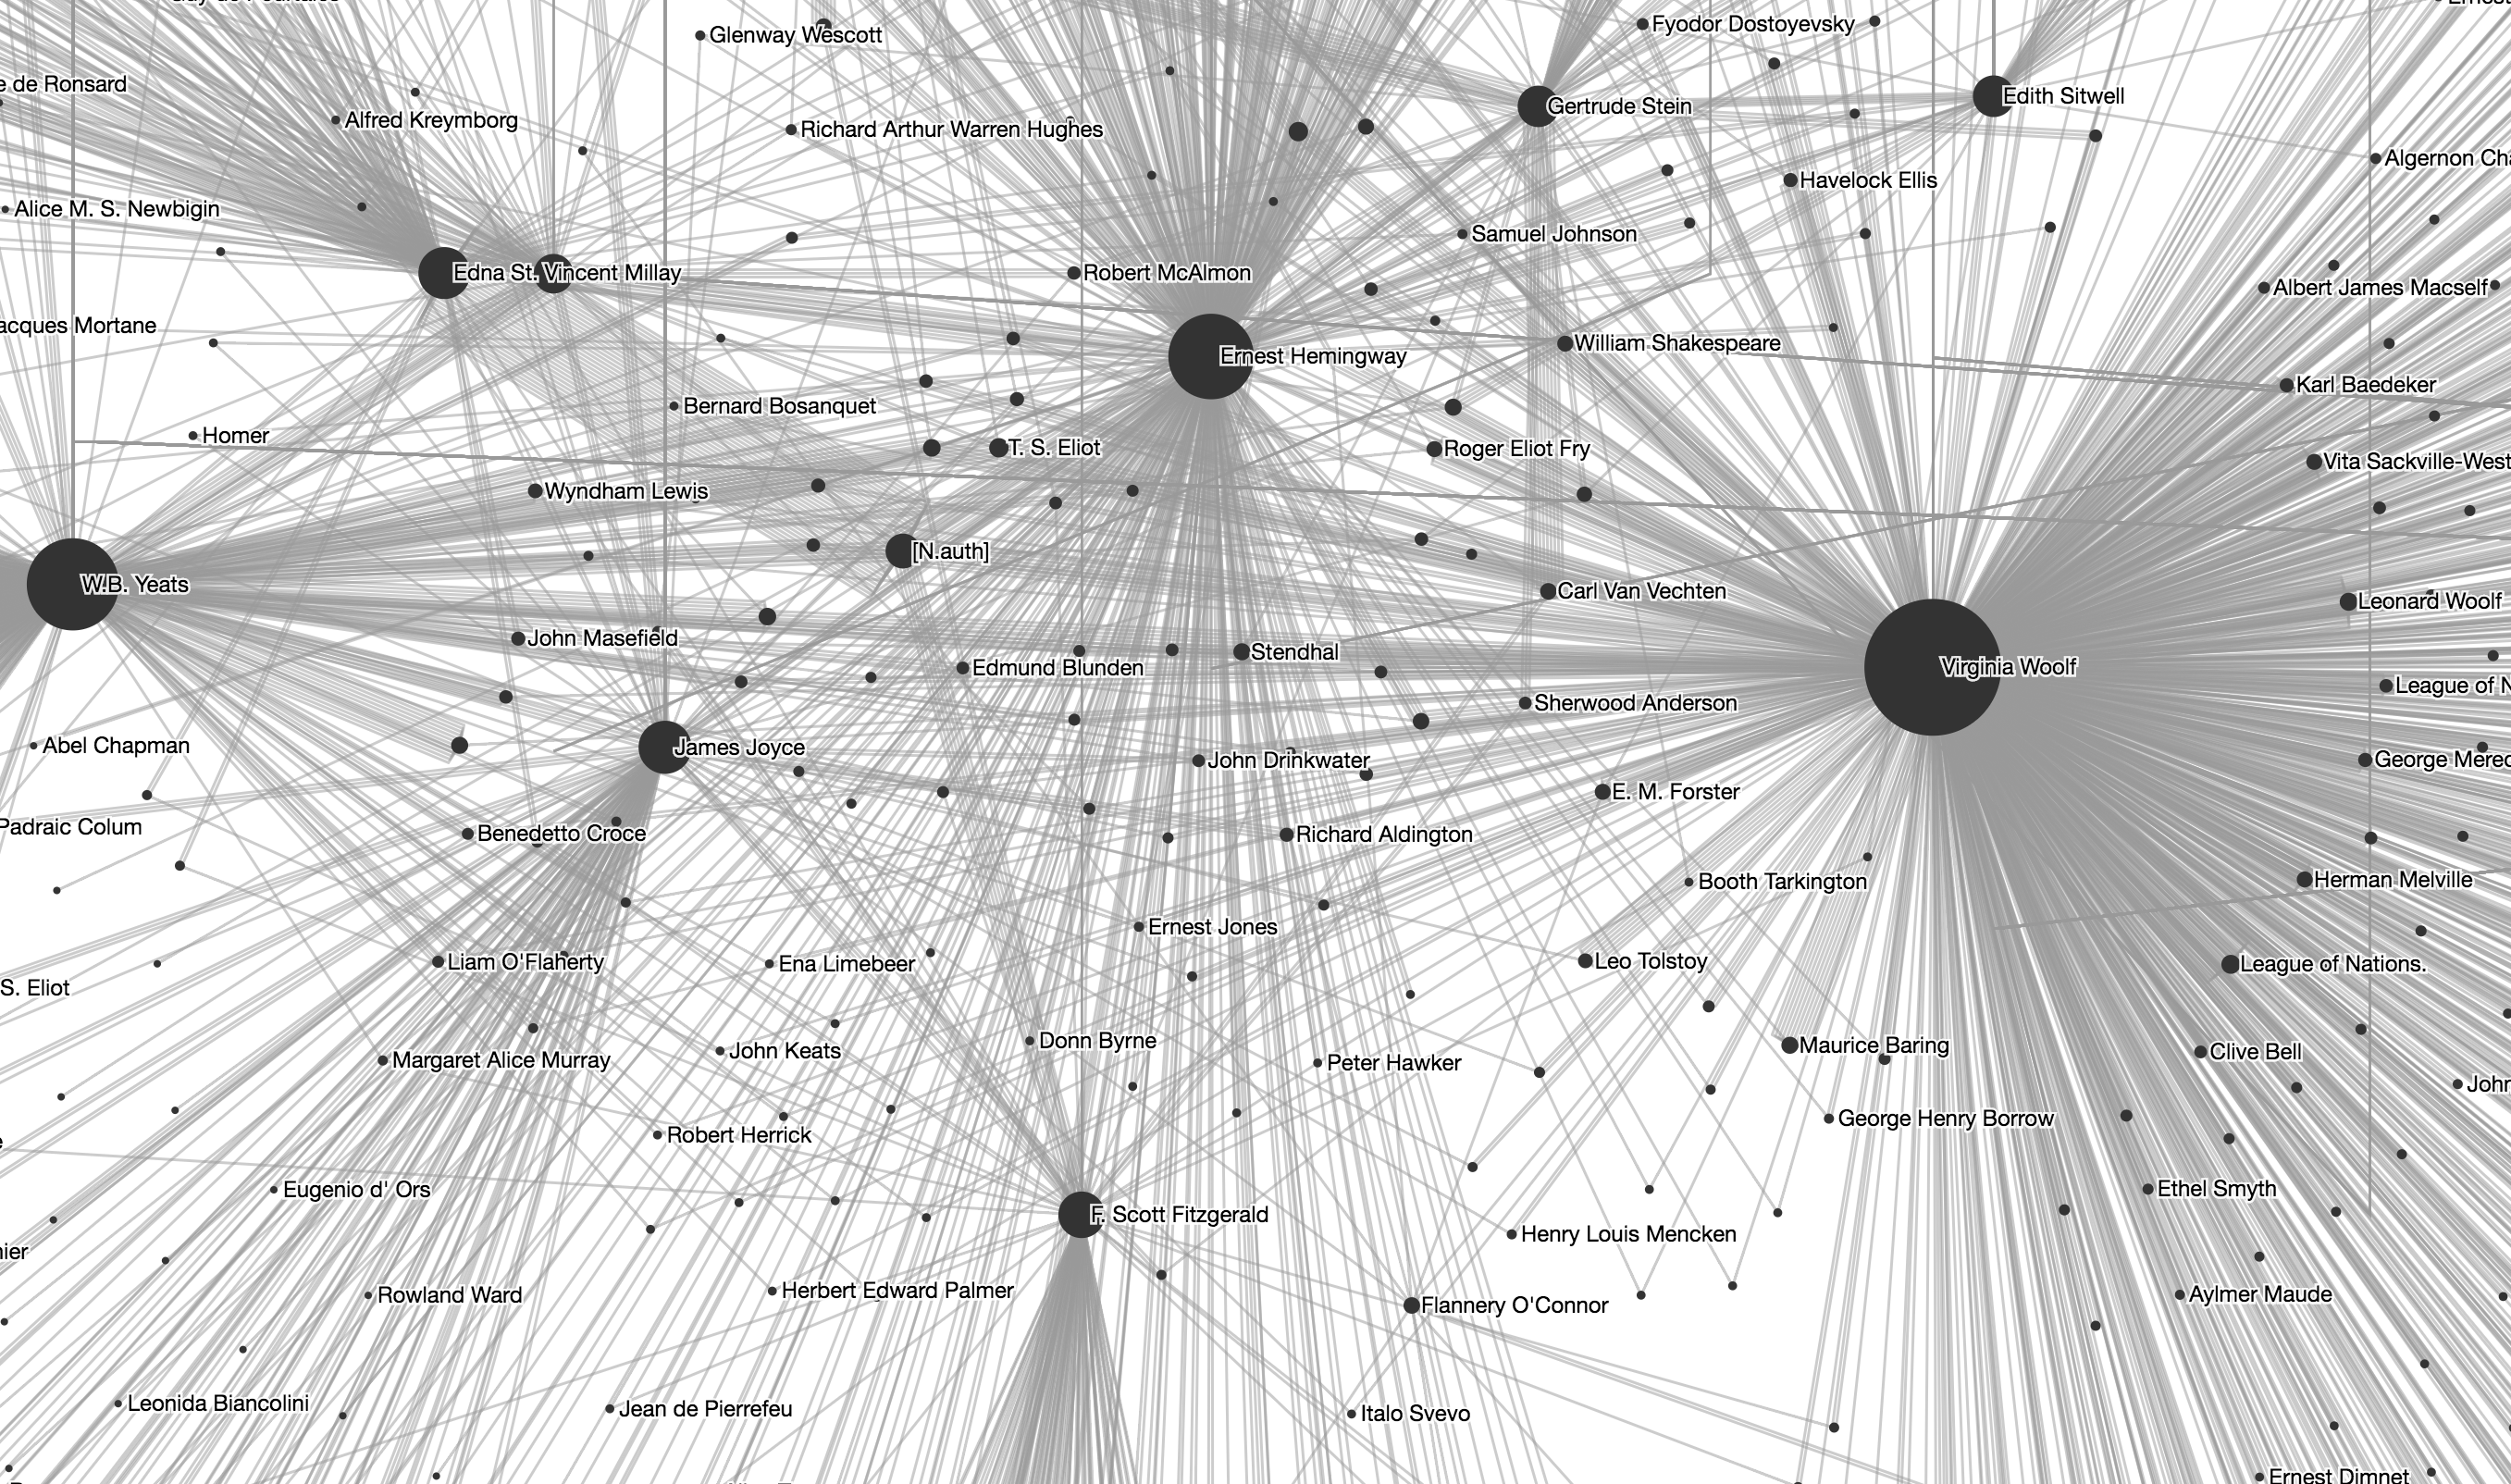 Glenway Wescott
Fyodor Dostoyevsky
e de Ronsard
Edith Sitwell
Gertrude Stein
Alfred Kreymborg
Richard Arthur Warren Hughes
Algernon Cha
Havelock Ellis
Alice M. S. Newbigin
Samuel Johnson
Edna St. Vincent Millay
Robert McAlmon
Albert James Macself
acques Mortane
William Shakespeare
Ernest Hemingway
Karl Baedeker
Bernard Bosanquet
Homer
T. S. Eliot
Roger Eliot Fry
Vita Sackville-West
Wyndham Lewis
[N.auth]
W.B. Yeats
Carl Van Vechten
Leonard Woolf
John Masefield
Stendhal
Edmund Blunden
Virginia Woolf
League of N
Sherwood Anderson
Abel Chapman
James Joyce
John Drinkwater
George Mered
E. M. Forster
Padraic Colum
Benedetto Croce
Richard Aldington
Booth Tarkington
Herman Melville
Ernest Jones
Liam O'Flaherty
Ena Limebeer
Leo Tolstoy
League of Nations.
S. Eliot
Donn Byrne
Maurice Baring
John Keats
Clive Bell
Margaret Alice Murray
Peter Hawker
John
George Henry Borrow
Robert Herrick
Eugenio d' Ors
Ethel Smyth
F. Scott Fitzgerald
Henry Louis Mencken
nier
Herbert Edward Palmer
Rowland Ward
Aylmer Maude
Flannery O'Connor
Leonida Biancolini
Jean de Pierrefeu
Italo Svevo
Ernest Dimnet